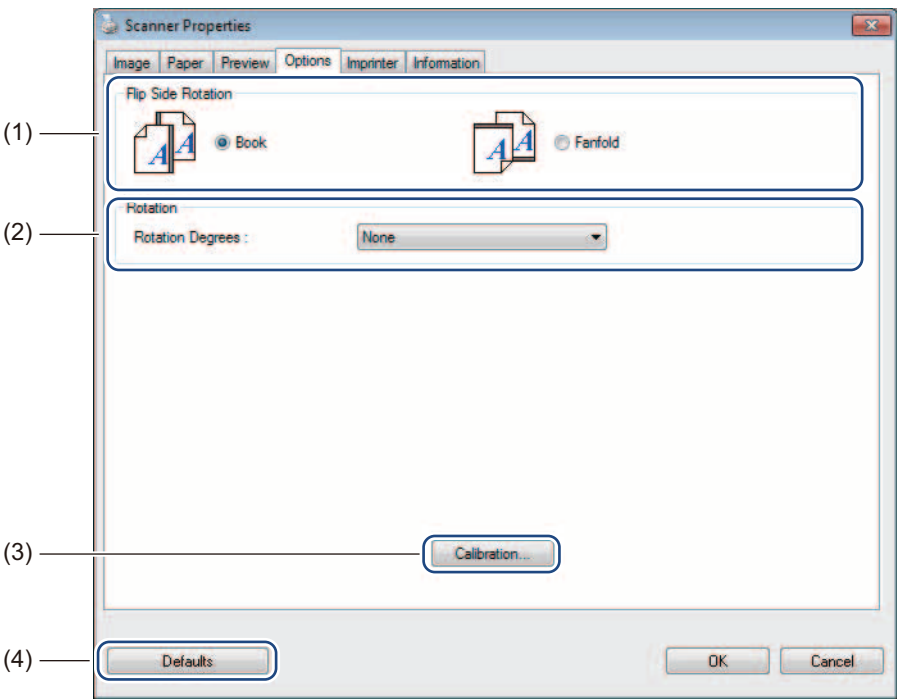 Scanner Properties
Image Paper Preview Options Imprinter Information
Flip Side Rotation
(1)
A A Book A A Fanfold
Rotation
(2)
Rotation Degrees : None
(3)
Calibration...
(4)
Defaults OK Cancel